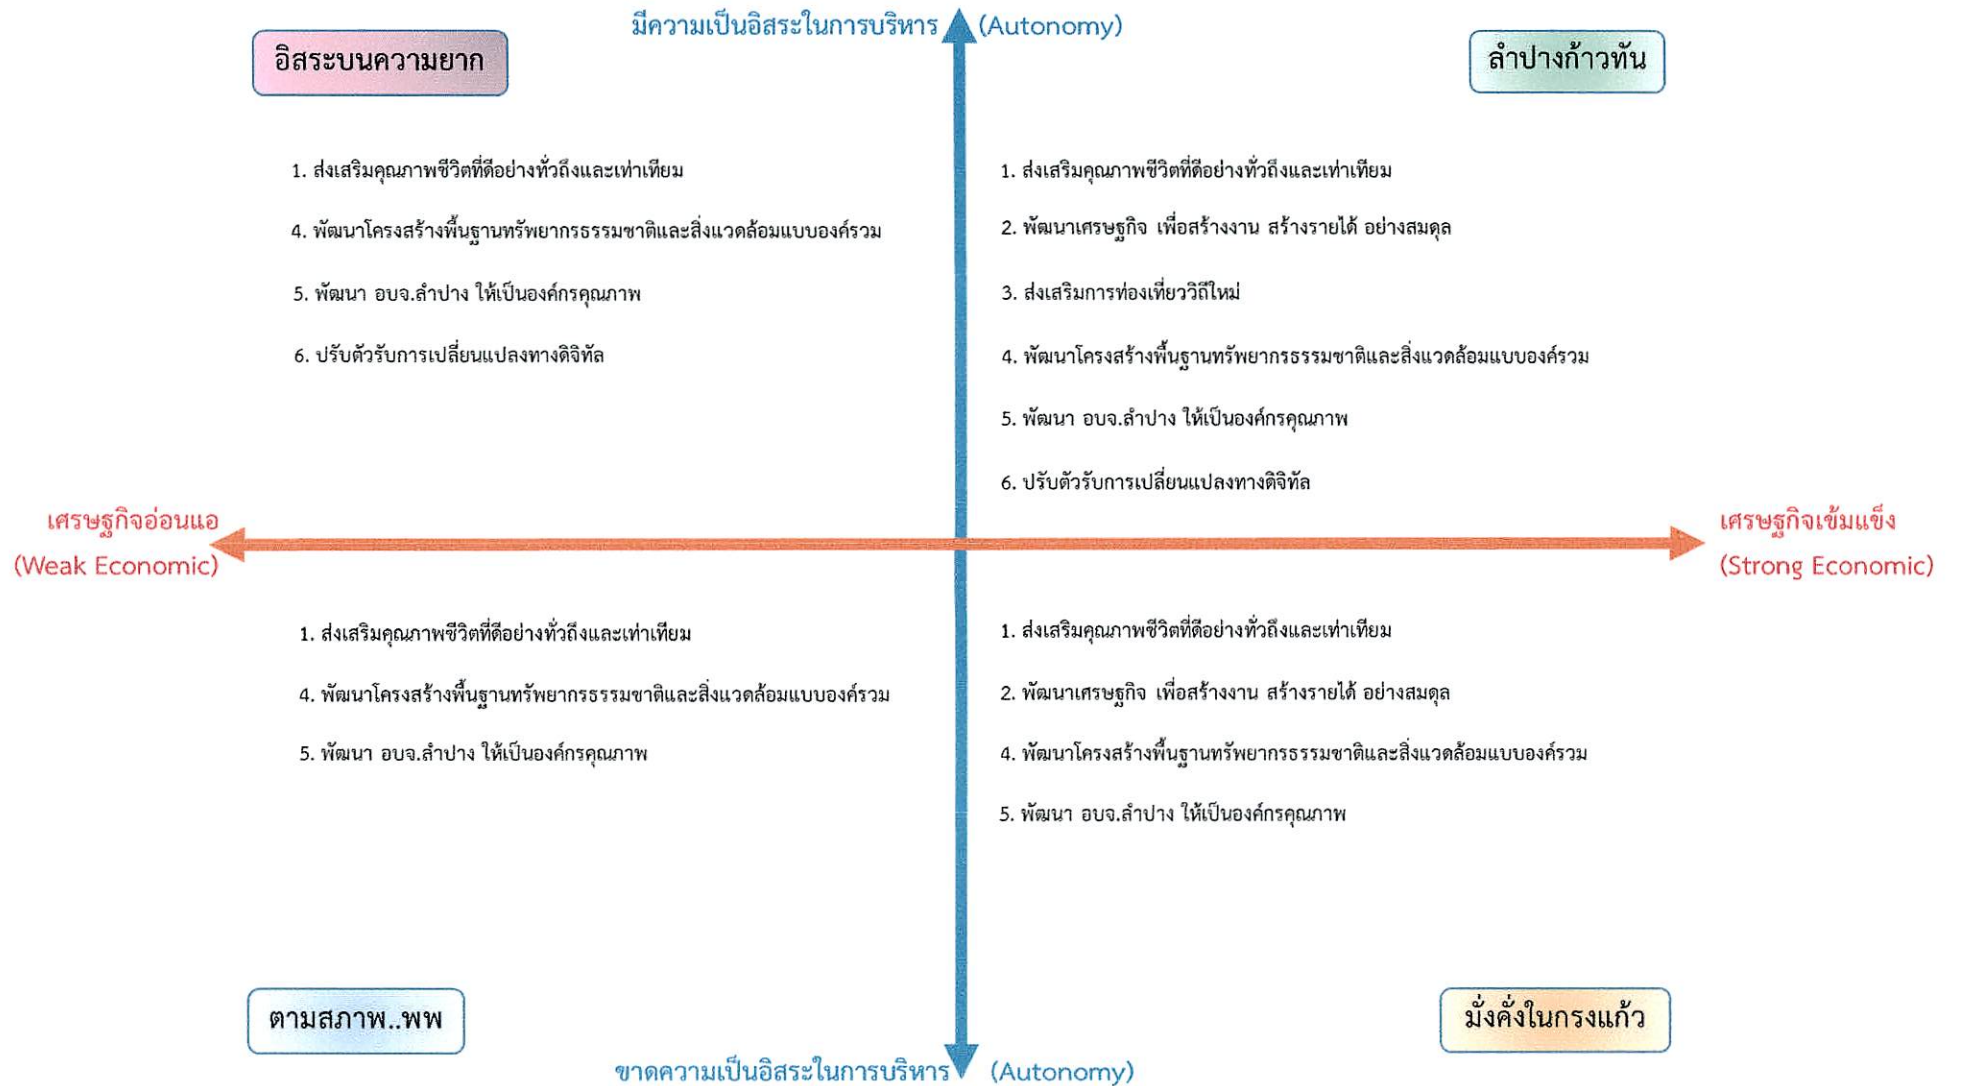 มีความเป็นอิสระในการบริหาร (Autonomy)
อิสระบนความยาก
ลำปางก้าวทัน
1. ส่งเสริมคุณภาพชีวิตที่ดีอย่างทั่วถึงและเท่าเทียม
4. พัฒนาโครงสร้างพื้นฐานทรัพยากรธรรมชาติและสิ่งแวดล้อมแบบองค์รวม
5. พัฒนา อบจ.ลำปาง ให้เป็นองค์กรคุณภาพ
6. ปรับตัวรับการเปลี่ยนแปลงทางดิจิทัล
1. ส่งเสริมคุณภาพชีวิตที่ดีอย่างทั่วถึงและเท่าเทียม
2. พัฒนาเศรษฐกิจ เพื่อสร้างงาน สร้างรายได้ อย่างสมดุล
3. ส่งเสริมการท่องเที่ยววิถีใหม่
4. พัฒนาโครงสร้างพื้นฐานทรัพยากรธรรมชาติและสิ่งแวดล้อมแบบองค์รวม
5. พัฒนา อบจ.ลำปาง ให้เป็นองค์กรคุณภาพ
6. ปรับตัวรับการเปลี่ยนแปลงทางดิจิทัล
เศรษฐกิจอ่อนแอ
(Weak Economic)
เศรษฐกิจเข้มแข็ง
(Strong Economic)
1. ส่งเสริมคุณภาพชีวิตที่ดีอย่างทั่วถึงและเท่าเทียม
4. พัฒนาโครงสร้างพื้นฐานทรัพยากรธรรมชาติและสิ่งแวดล้อมแบบองค์รวม
5. พัฒนา อบจ.ลำปาง ให้เป็นองค์กรคุณภาพ
1. ส่งเสริมคุณภาพชีวิตที่ดีอย่างทั่วถึงและเท่าเทียม
2. พัฒนาเศรษฐกิจ เพื่อสร้างงาน สร้างรายได้ อย่างสมดุล
4. พัฒนาโครงสร้างพื้นฐานทรัพยากรธรรมชาติและสิ่งแวดล้อมแบบองค์รวม
5. พัฒนา อบจ.ลำปาง ให้เป็นองค์กรคุณภาพ
ตามสภาพ..พพ
มั่งคั่งในกรงแก้ว
ขาดความเป็นอิสระในการบริหาร (Autonomy)